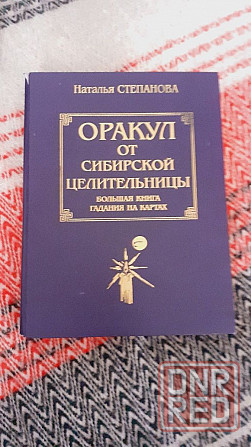 Наталья СТЕПАНОВА
ОРАКУЛ
ОТ
СИБИРСКОЙ
ЦЕЛИТЕЛЬНИЦЫ
БОЛЬШАЯ КНИГА
ГАДАНИЯ НА КАРТАХ
DNR
RED